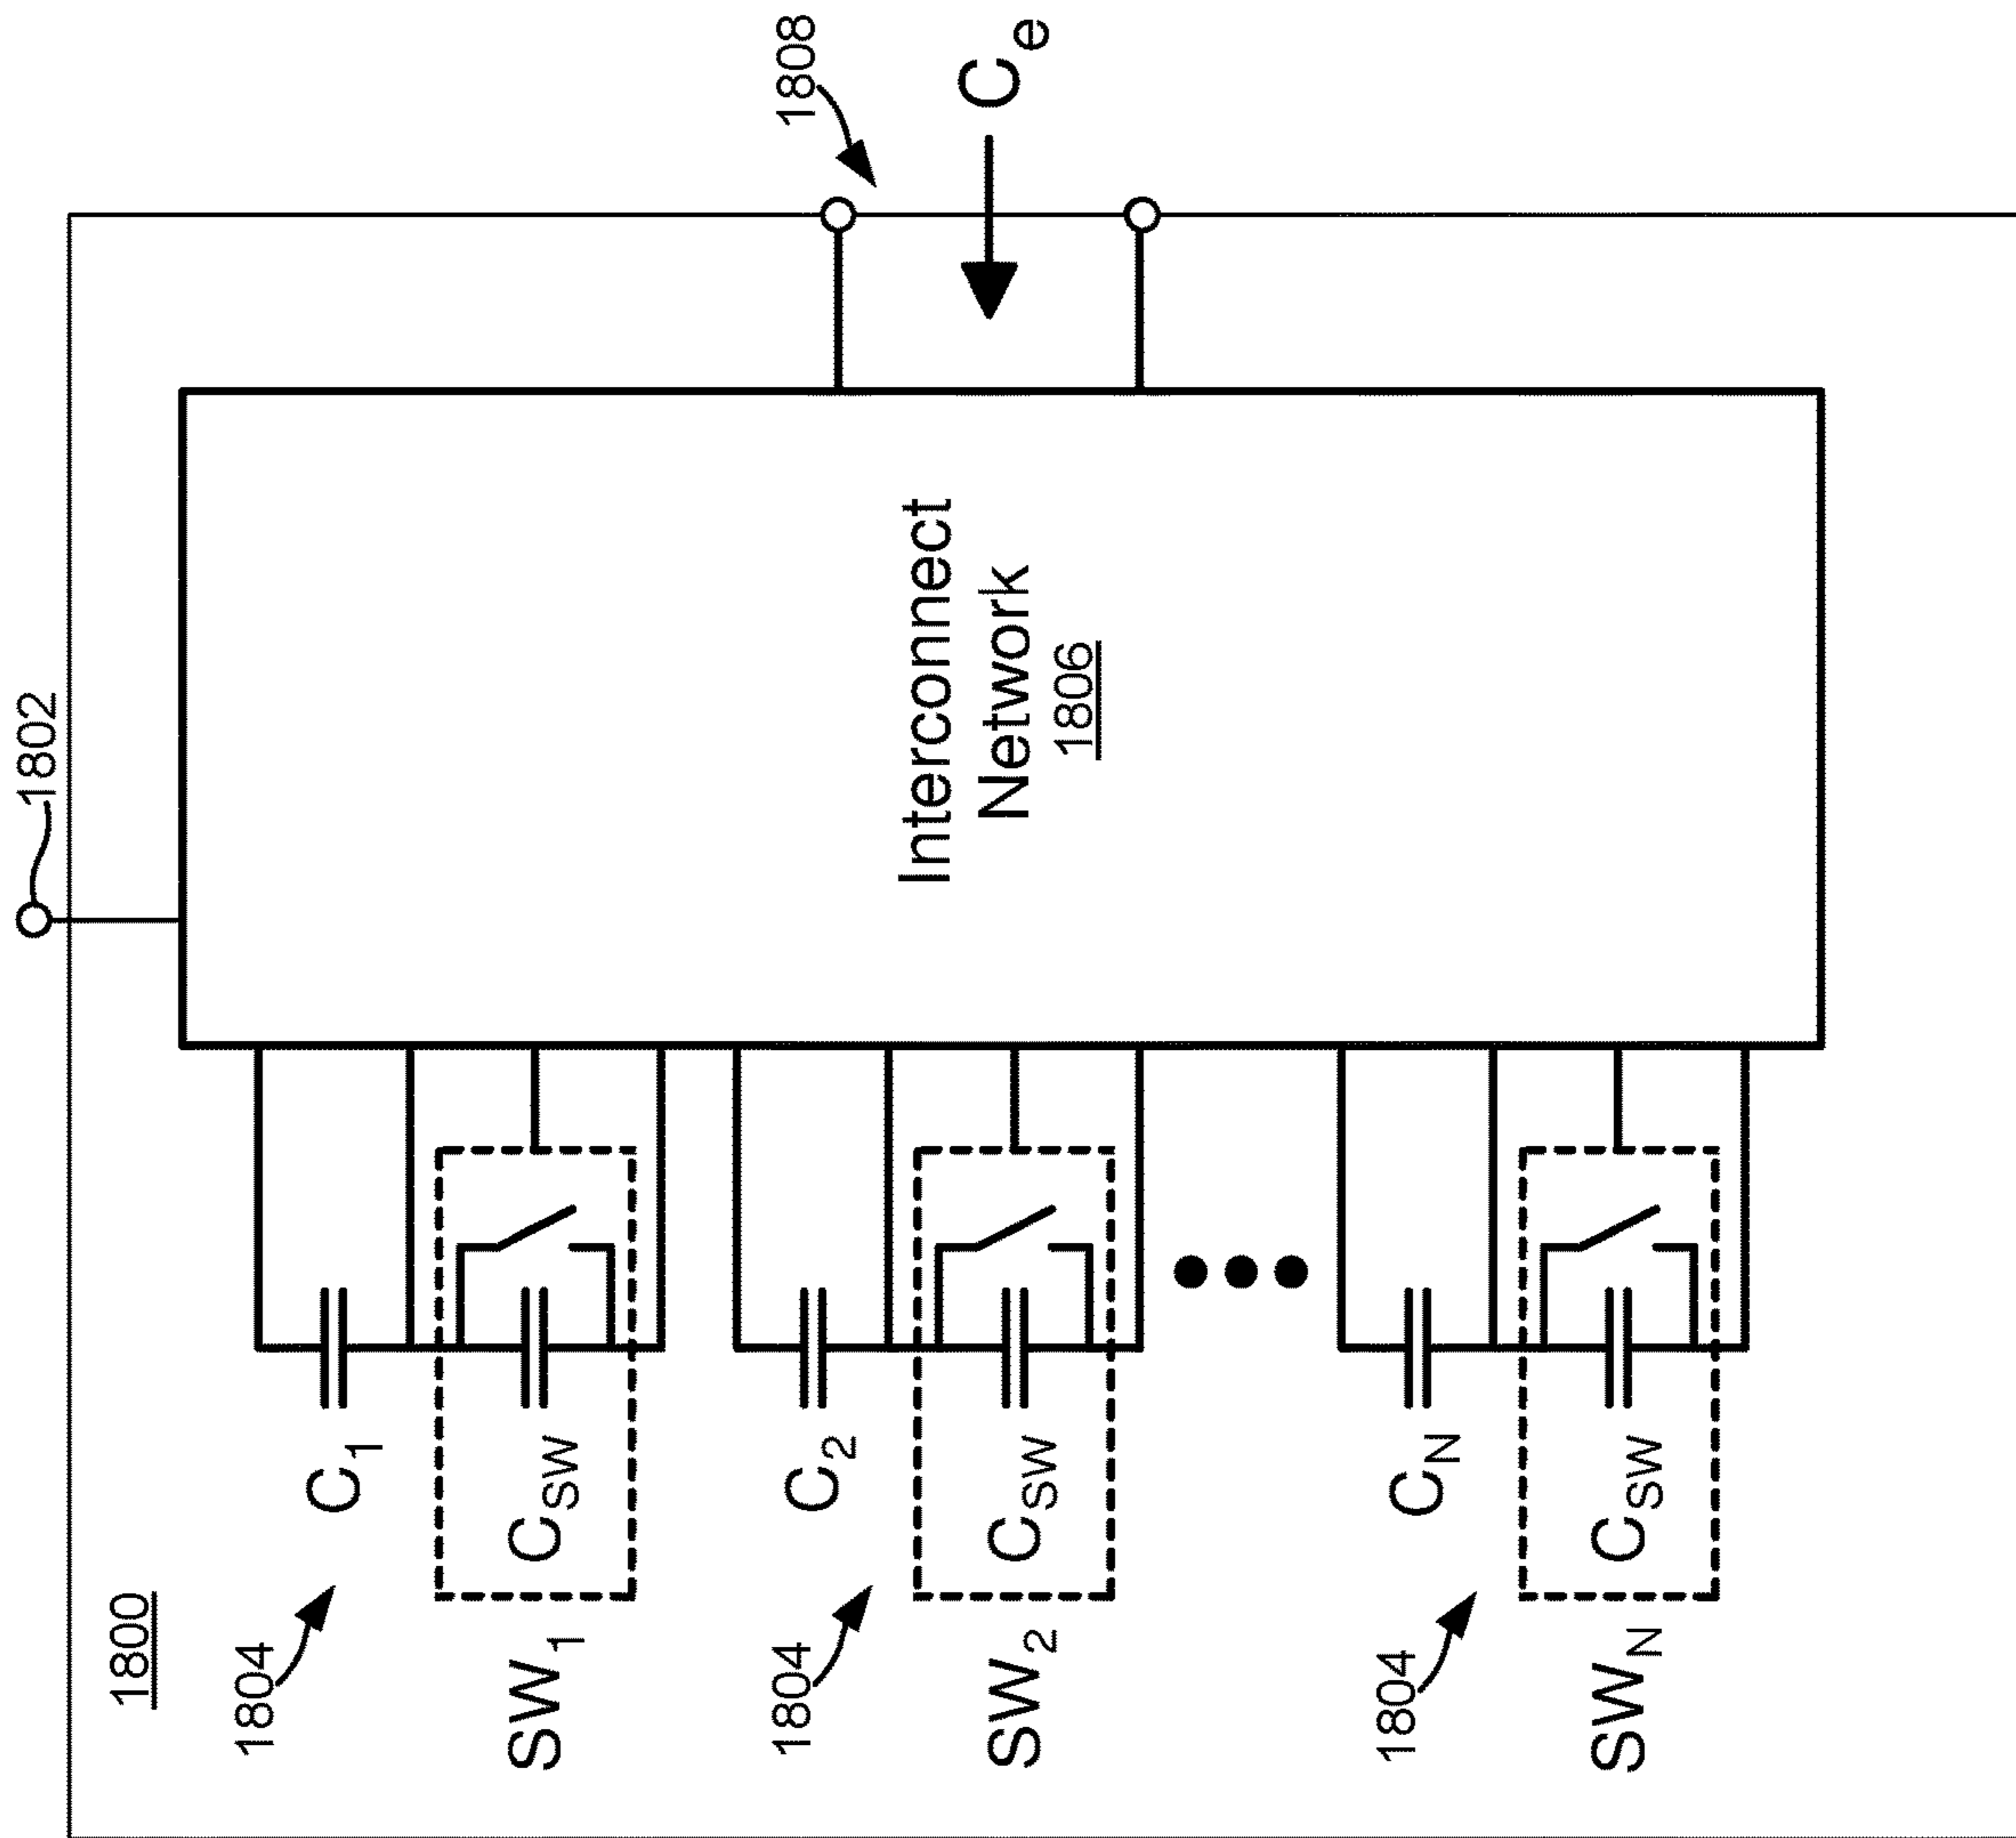 1802
1800
1804
C1
SW1
CSW
1804
C2
SW2
CSW
Interconnect
Network
1806
1808
Ce
1804
CN
SWN
CSW